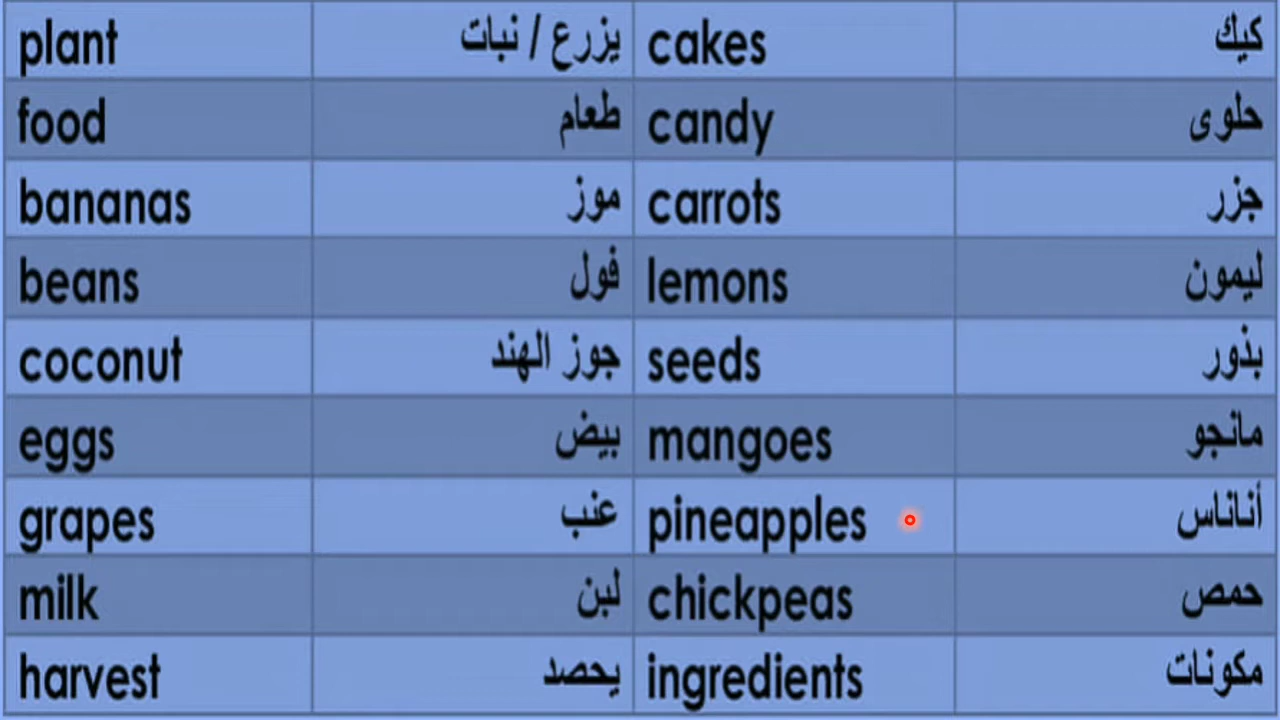 plant يزرع / نبات cakes كيك
food طعام candy حلوى
bananas موز carrots جزر
beans فول lemons ليمون
coconut جوز الهند seeds بذور
eggs بيض mangoes مانجو
grapes عنب pineapples أناناس
milk لبن chickpeas حمص
harvest يحصد ingredients مكونات